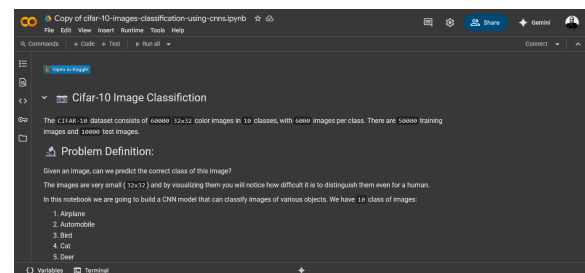 CO Copy of cifar-10-images-classification-using-cnns.ipynb
Share Gemini
File Edit View Insert Runtime Tools Help
Commands + Code + Text Run all Connect
Open in Kaggle
Cifar-10 Image Classifiction
The CIFAR-10 dataset consists of 60000 32x32 color images in 10 classes, with 6000 images per class. There are 50000 training
images and 10000 test images.
Problem Definition:
Given an image, can we predict the correct class of this image?
The images are very small (32x32) and by visualizing them you will notice how difficult it is to distinguish them even for a human.
In this notebook we are going to build a CNN model that can classify images of various objects. We have 10 class of images:
1. Airplane
2. Automobile
3. Bird
4. Cat
5. Deer
Variables Terminal